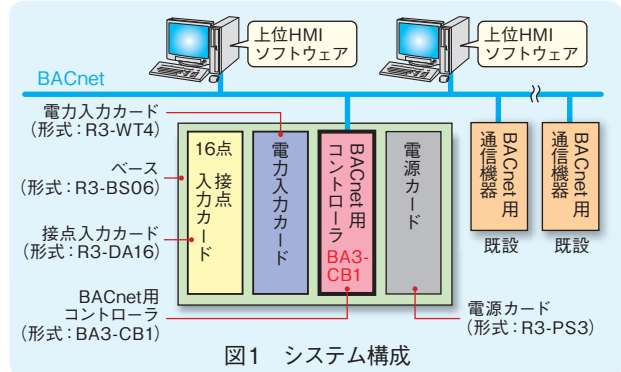 上位HMI
ソフトウェア
上位HMI
ソフトウェア
BACnet
電力入力カード
(形式:R3-WT4)
ベース
(形式:R3-BS06)
接点入力カード
(形式:R3-DA16)
BACnet用
コントローラ
(形式:BA3-CB1)
16点
接点
入力カード
電力入力カード
BACnet用
コントローラ
BA3-
CB1
電源カード
BACnet用
通信機器
既設
BACnet用
通信機器
既設
電源カード
(形式:R3-PS3)
図1 システム構成